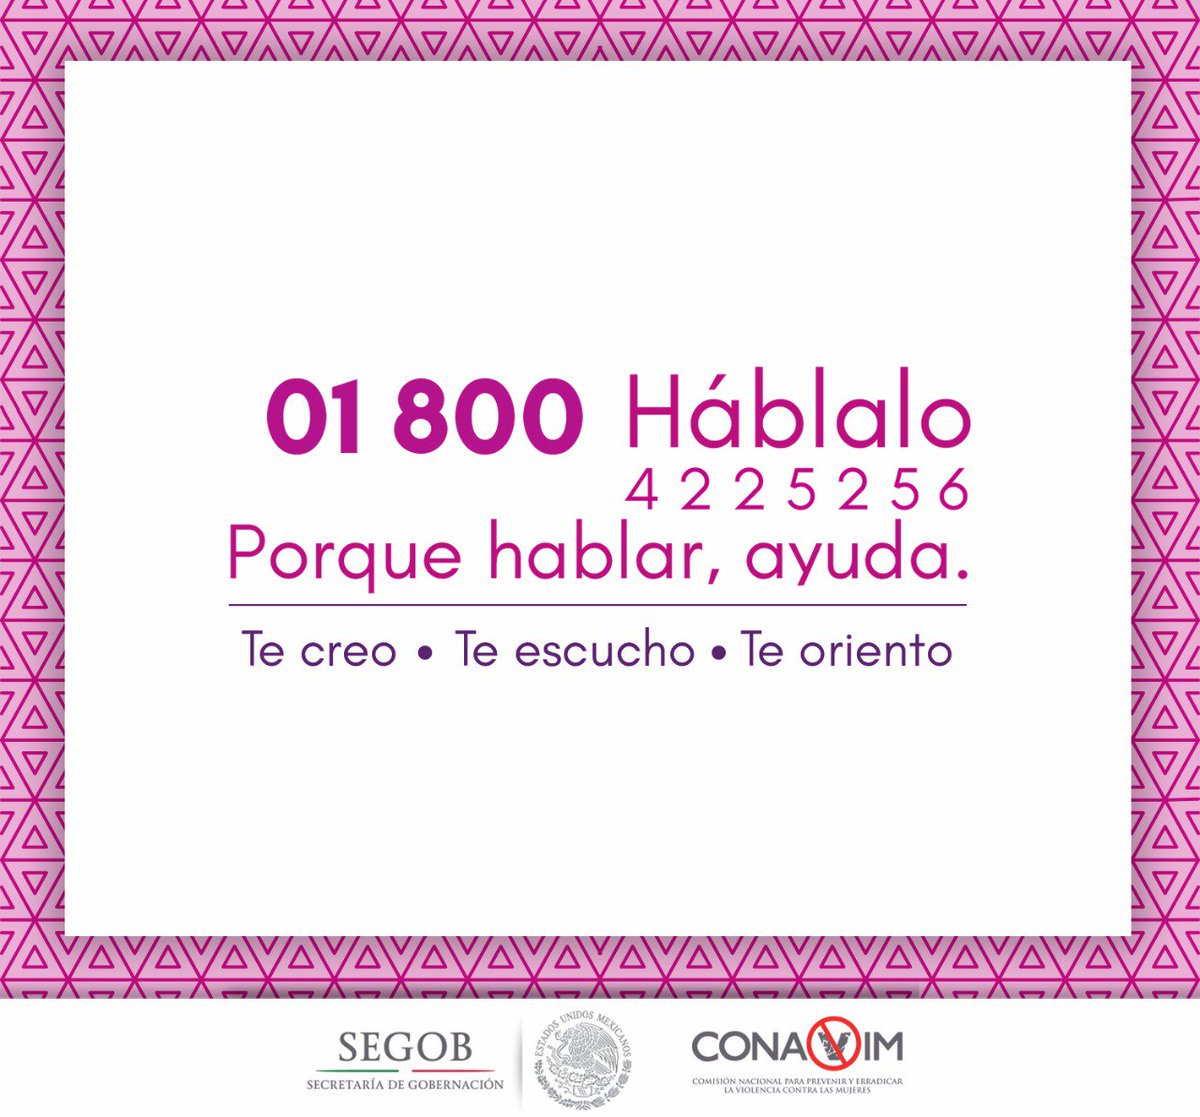 01 800 Háblalo
4 2 2 5 2 5 6
Porque hablar, ayuda.
Te creo • Te escucho • Te oriento
SEGOB
SECRETARÍA DE GOBERNACIÓN
ESTADOS UNIDOS MEXICANOS
CONAVIM
COMISIÓN NACIONAL PARA PREVENIR Y ERRADICAR
LA VIOLENCIA CONTRA LAS MUJERES